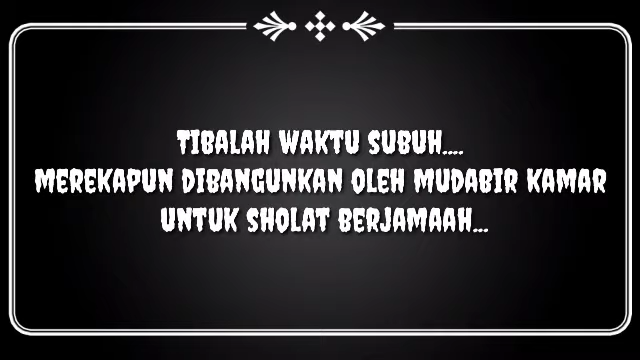 TIBALAH WAKTU SUBUH....
MEREKAPUN DIBANGUNKAN OLEH MUDABIR KAMAR
UNTUK SHOLAT BERJAMAAH...